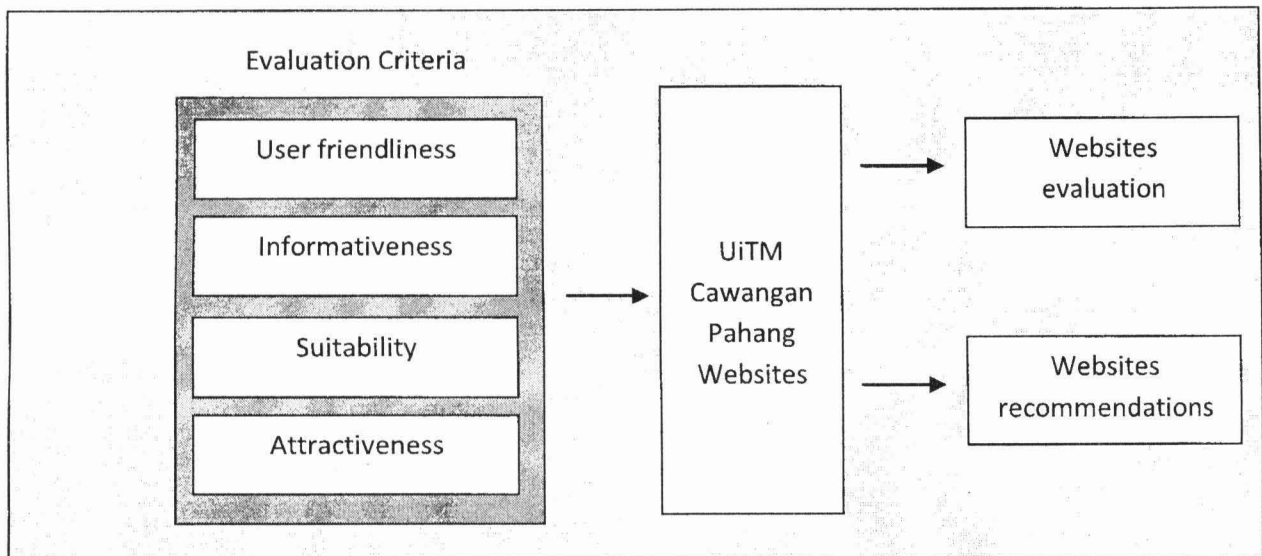 Evaluation Criteria
User friendliness
Informativeness
Suitability
Attractiveness
UiTM
Cawangan
Pahang
Websites
Websites
evaluation
Websites
recommendations